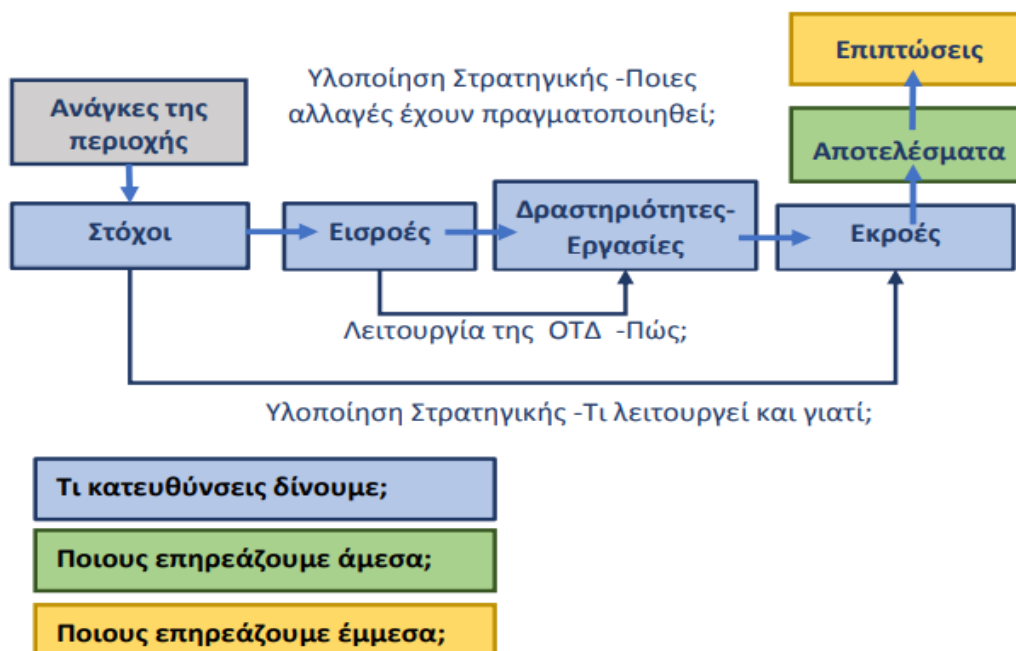 Επιπτώσεις
Υλοποίηση Στρατηγικής -Ποιες
αλλαγές έχουν πραγματοποιηθεί;
Ανάγκες της
περιοχής
Αποτελέσματα
Στόχοι
Εισροές
Δραστηριότητες-
Εργασίες
Εκροές
Λειτουργία της ΟΤΔ -Πώς;
Υλοποίηση Στρατηγικής -Τι λειτουργεί και γιατί;
Τι κατευθύνσεις δίνουμε;
Ποιους επηρεάζουμε άμεσα;
Ποιους επηρεάζουμε έμμεσα;